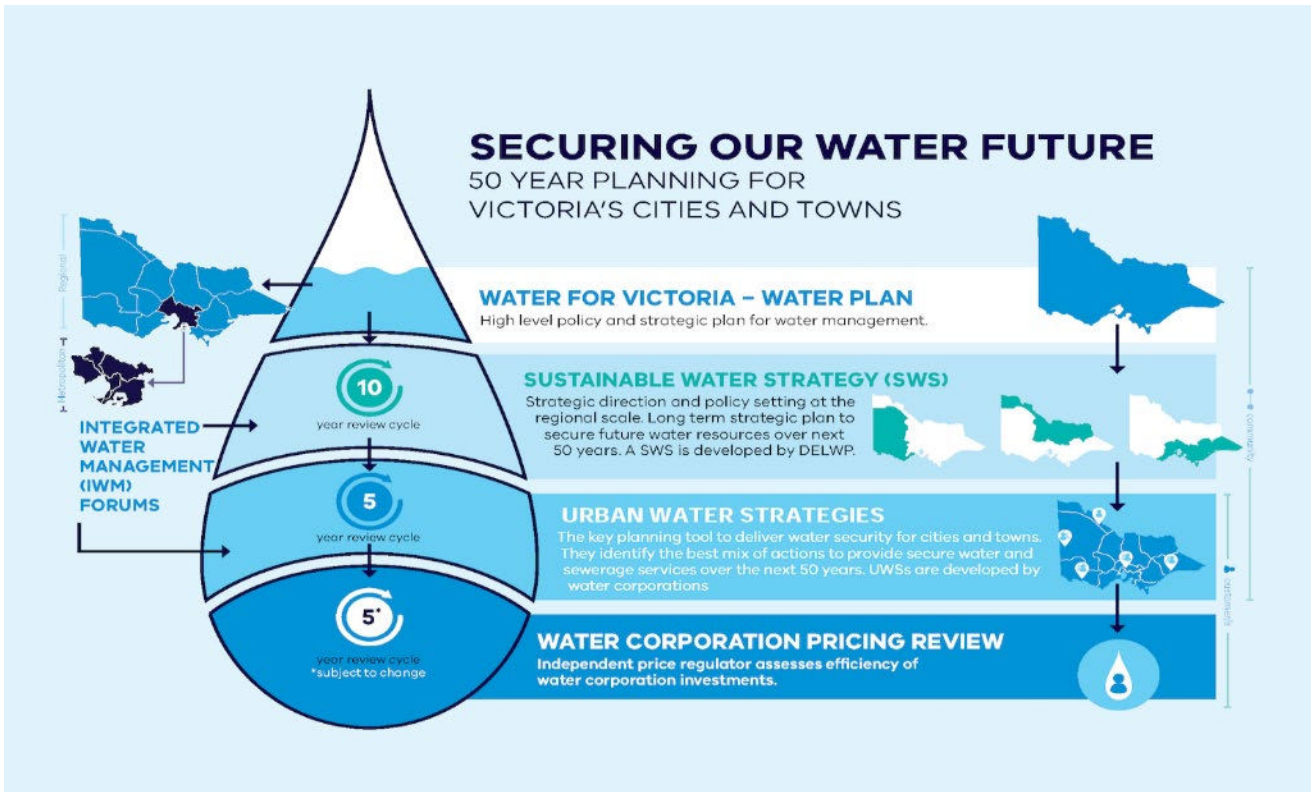 SECURING OUR WATER FUTURE
50 YEAR PLANNING FOR
VICTORIA'S CITIES AND TOWNS
Regional
Metropolitan
WATER FOR VICTORIA – WATER PLAN
High level policy and strategic plan for water management.
10
year review cycle
SUSTAINABLE WATER STRATEGY (SWS)
Strategic direction and policy setting at the
regional scale. Long term strategic plan to
secure future water resources over next
50 years. A SWS is developed by DELWP.
community
INTEGRATED
WATER
MANAGEMENT
(IWM)
FORUMS
5
year review cycle
URBAN WATER STRATEGIES
The key planning tool to deliver water security for cities and towns.
They identify the best mix of actions to provide secure water and
sewerage services over the next 50 years. UWSs are developed by
water corporations
customers
5*
year review cycle
*subject to change
WATER CORPORATION PRICING REVIEW
Independent price regulator assesses efficiency of
water corporation investments.